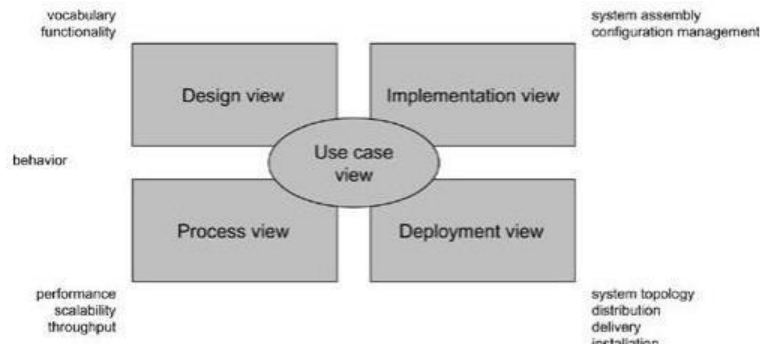 vocabulary
functionality
system assembly
configuration management
Design view
Implementation view
Use case
view
behavior
Process view
Deployment view
performance
scalability
throughput
system topology
distribution
delivery
installation